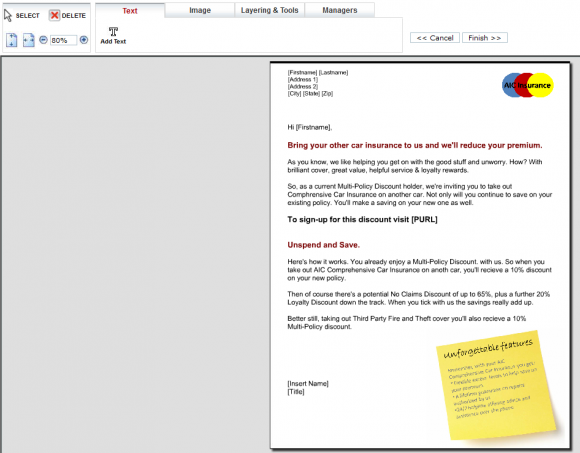 SELECT
DELETE
Text
Image
Layering & Tools
Managers
80%
Add Text
<< Cancel
Finish >>
[Firstname] [Lastname]
[Address 1]
[Address 2]
[City] [State] [Zip]
AIC Insurance
Hi [Firstname],
Bring your other car insurance to us and we'll reduce your premium.
As you know, we like helping you get on with the good stuff and unworry. How? With
brilliant cover, great value, helpful service & loyalty rewards.
So, as a current Multi-Policy Discount holder, we're inviting you to take out
Comphrensive Car Insurance on another car. Not only will you continue to save on your
existing policy. You'll make a saving on your new one as well.
To sign-up for this discount visit [PURL]
Unspend and Save.
Here's how it works. You already enjoy a Multi-Policy Discount. with us. So when you
take out AIC Comprehensive Car Insurance on anoth car, you'll recieve a 10% discount
on your new policy.
Then of course there's a potential No Claims Discount of up to 65%, plus a further 20%
Loyalty Discount down the track. When you tick with us the savings really add up.
Better still, taking out Third Party Fire and Theft cover you'll also recieve a 10%
Multi-Policy discount.
Unforgettable features
Remember, with your AIC
Comprehensive Car Insurance you get:
[Insert Name]
[Title]